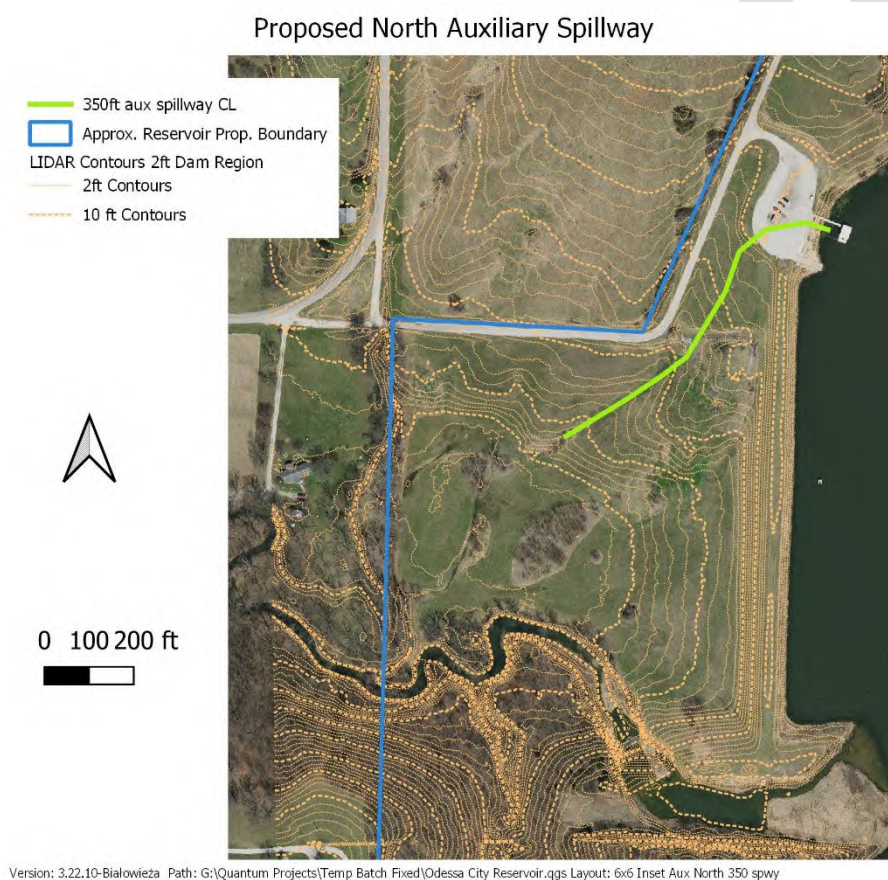 Proposed North Auxiliary Spillway
350ft aux spillway CL
Approx. Reservoir Prop. Boundary
LIDAR Contours 2ft Dam Region
2ft Contours
10 ft Contours
0 100 200 ft
Version: 3.22.10-Białowieża Path: G:\Quantum Projects\Temp Batch Fixed\Odessa City Reservoir.qgs Layout: 6x6 Inset Aux North 350 spwy